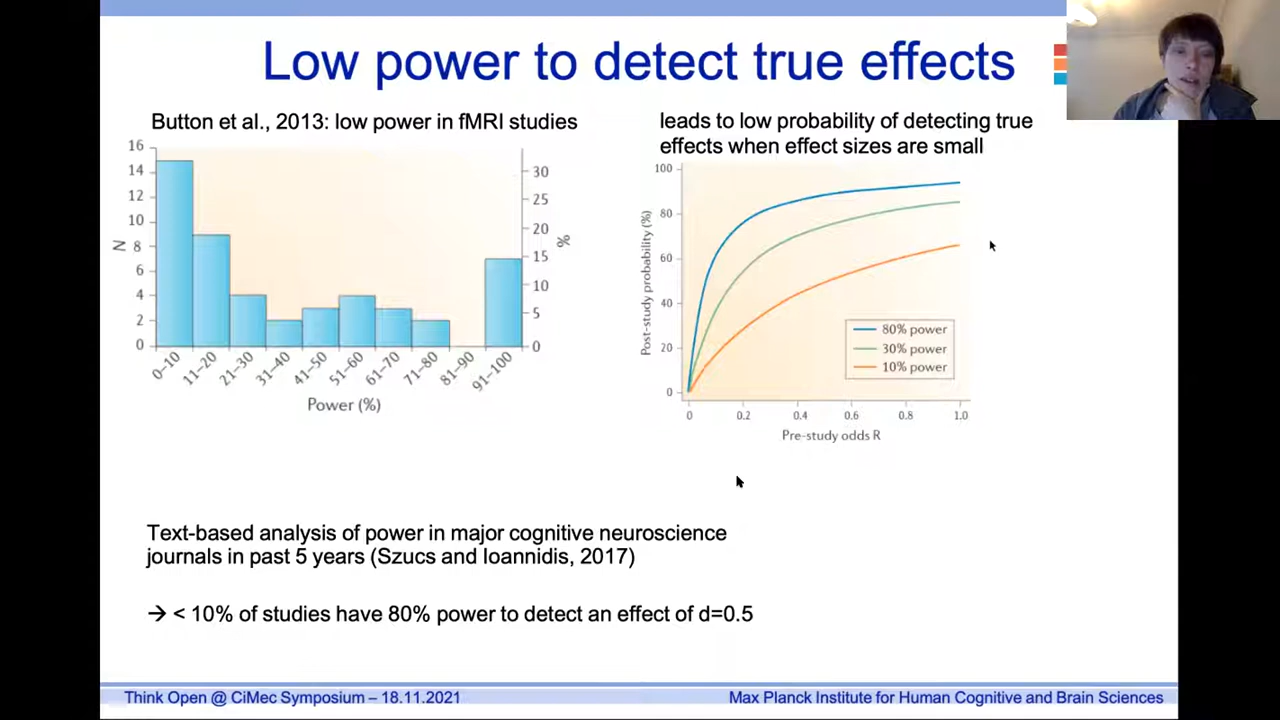 Low power to detect true effects
Button et al., 2013: low power in fMRI studies
16
14
12
10
8
6
4
2
0
N
30
25
20
15
10
5
0
%
0–10
11–20
21–30
31–40
41–50
51–60
61–70
71–80
81–90
91–100
Power (%)
leads to low probability of detecting true
effects when effect sizes are small
100
80
60
40
20
0
Post-study probability (%)
80% power
30% power
10% power
0
0.2
0.4
0.6
0.8
1.0
Pre-study odds R
Text-based analysis of power in major cognitive neuroscience
journals in past 5 years (Szucs and Ioannidis, 2017)
→ < 10% of studies have 80% power to detect an effect of d=0.5
Think Open @ CiMec Symposium – 18.11.2021
Max Planck Institute for Human Cognitive and Brain Sciences